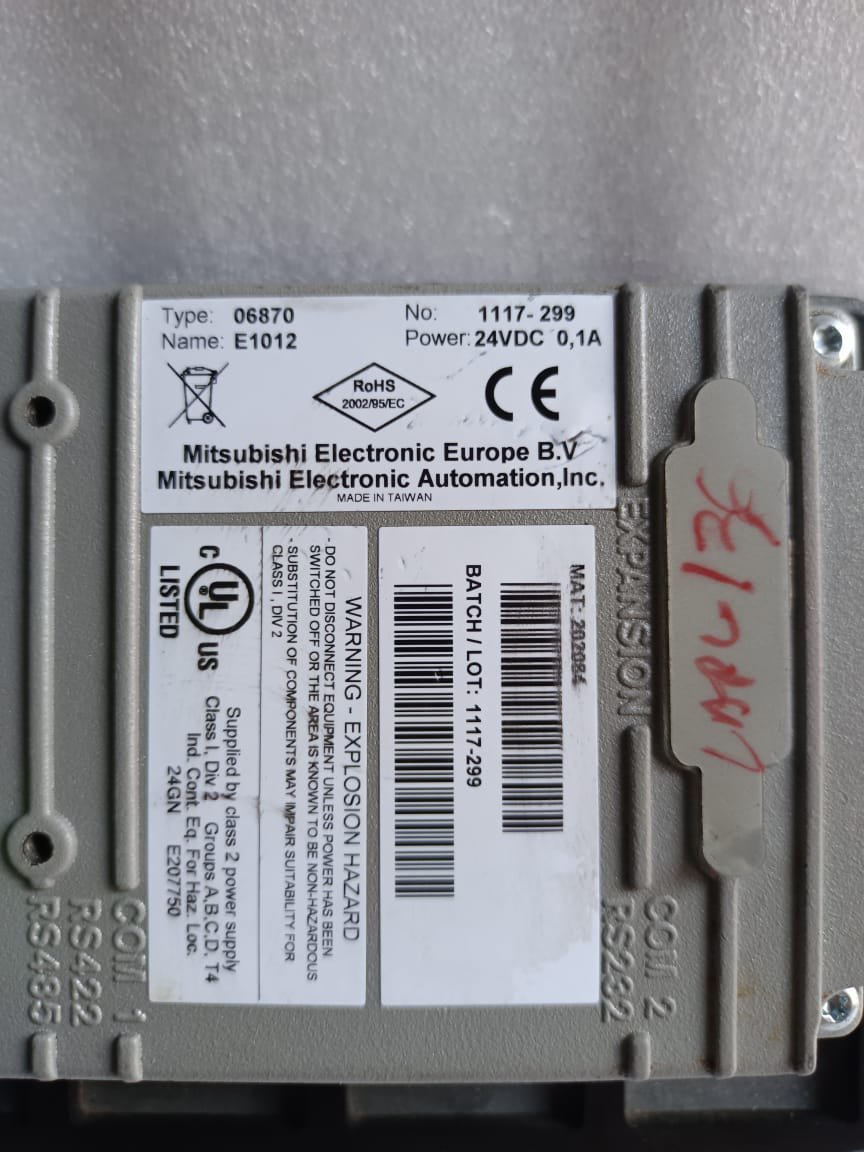 Type: 06870
No: 1117-299
Name: E1012
Power: 24VDC 0,1A
RoHS
2002/95/EC
CE
Mitsubishi Electronic Europe B.V
Mitsubishi Electronic Automation,Inc.
MADE IN TAIWAN
MAT: 202084
BATCH / LOT: 1117-299
WARNING - EXPLOSION HAZARD
- DO NOT DISCONNECT EQUIPMENT UNLESS POWER HAS BEEN
SWITCHED OFF OR THE AREA IS KNOWN TO BE NON-HAZARDOUS
- SUBSTITUTION OF COMPONENTS MAY IMPAIR SUITABILITY FOR
CLASS I, DIV 2
C UL US
®
LISTED
Supplied by class 2 power supply
Class I, Div 2 Groups A,B,C,D, T4
Ind. Cont. Eq. For Haz. Loc.
24GN E207750
EXPANSION
COM 2
RS232
COM 1
RS422
RS485